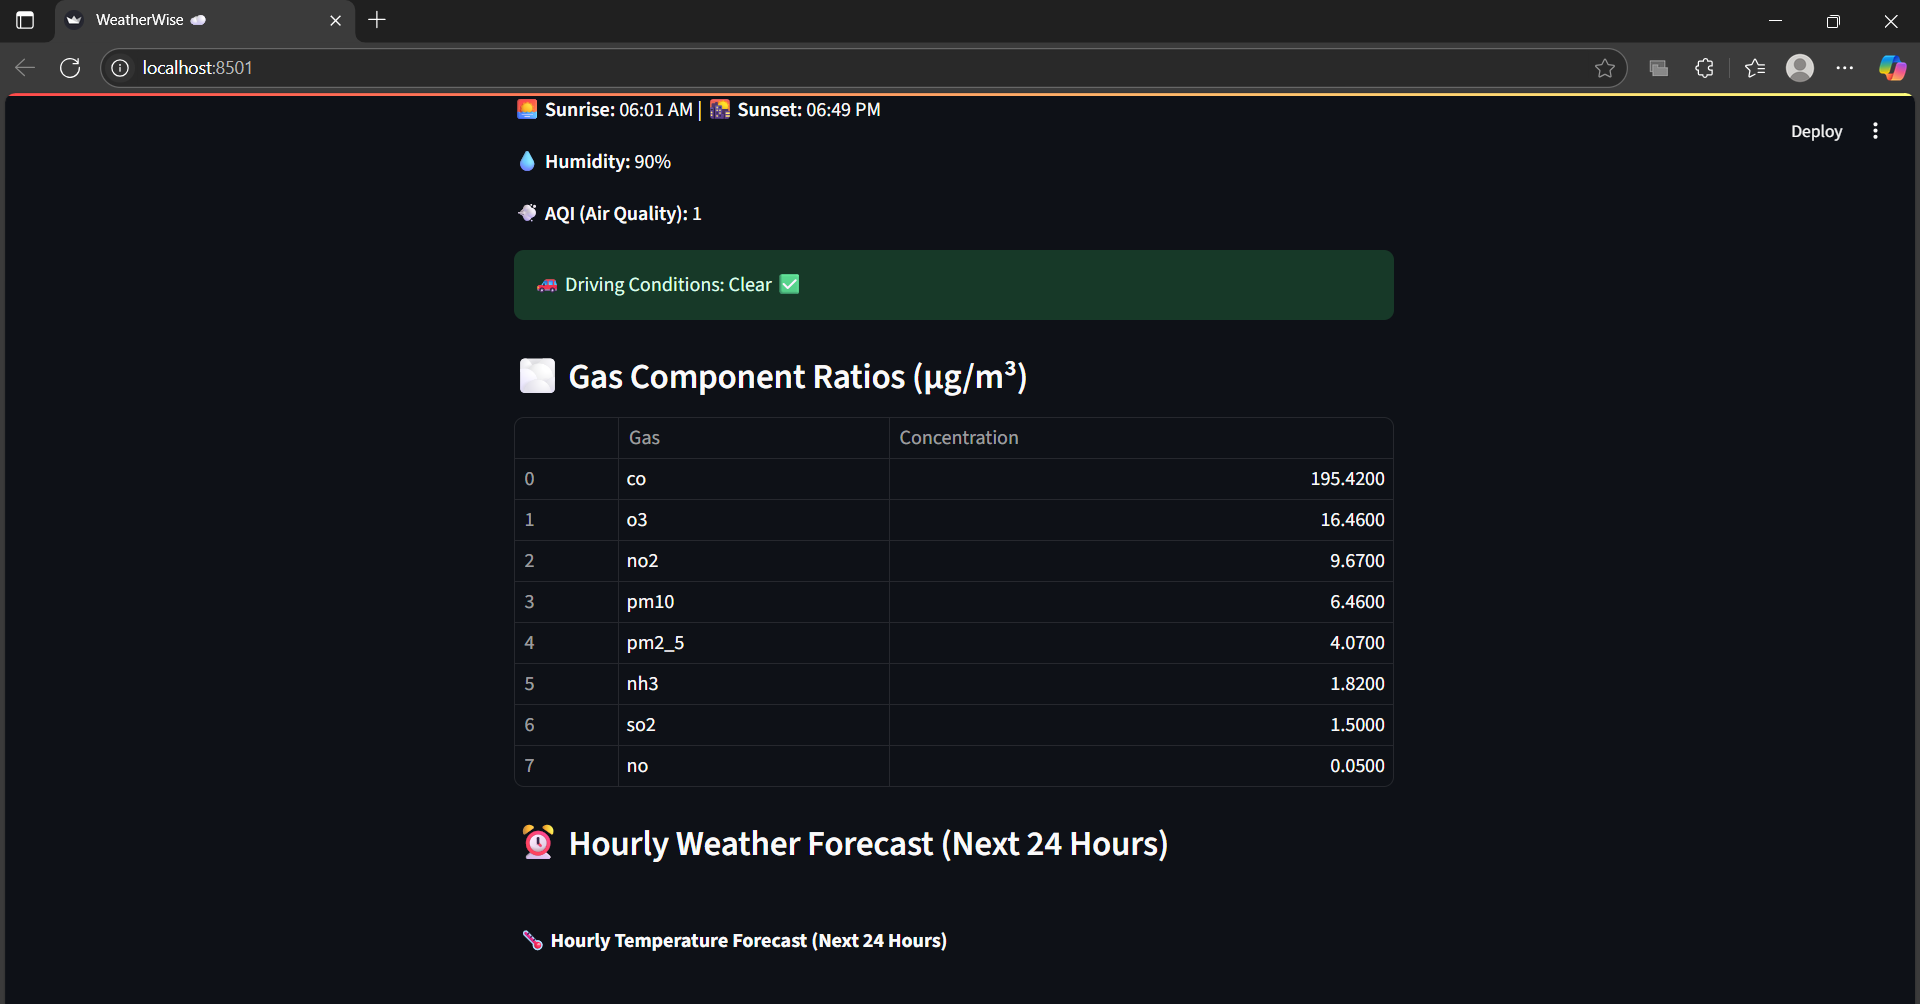 WeatherWise
localhost:8501
Sunrise: 06:01 AM | Sunset: 06:49 PM
Deploy
Humidity: 90%
AQI (Air Quality): 1
Driving Conditions: Clear ✅
Gas Component Ratios (µg/m³)
Gas Concentration
0 co 195.4200
1 o3 16.4600
2 no2 9.6700
3 pm10 6.4600
4 pm2_5 4.0700
5 nh3 1.8200
6 so2 1.5000
7 no 0.0500
Hourly Weather Forecast (Next 24 Hours)
Hourly Temperature Forecast (Next 24 Hours)